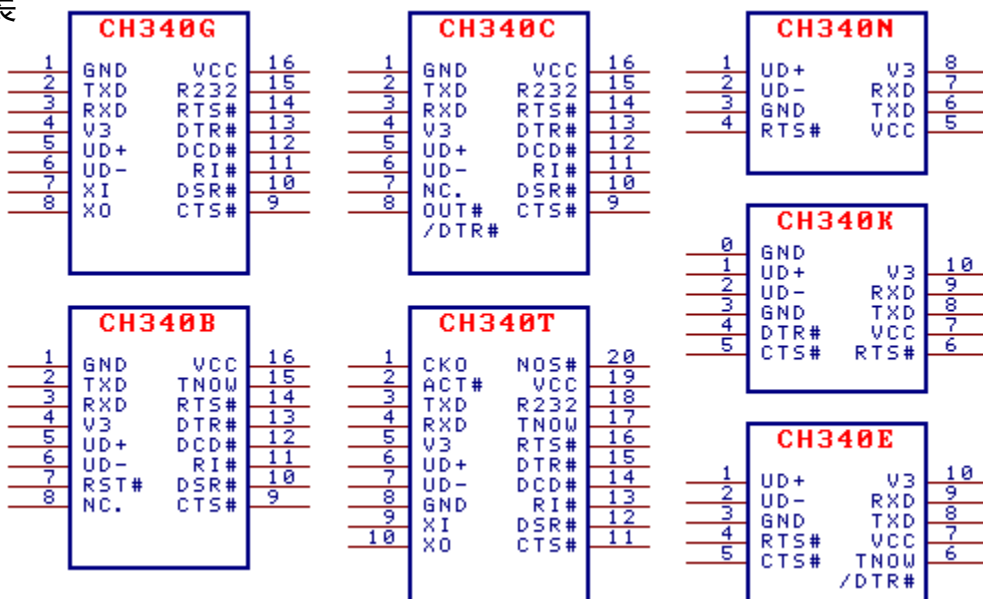 表
CH340G
1 GND VCC 16
2 TXD R232 15
3 RXD RTS# 14
4 V3 DTR# 13
5 UD+ DCD# 12
6 UD- RI# 11
7 XI DSR# 10
8 XO CTS# 9
CH340C
1 GND VCC 16
2 TXD R232 15
3 RXD RTS# 14
4 V3 DTR# 13
5 UD+ DCD# 12
6 UD- RI# 11
7 NC. DSR# 10
8 OUT# CTS# 9
/DTR#
CH340N
1 UD+ V3 8
2 UD- RXD 7
3 GND TXD 6
4 RTS# VCC 5
CH340K
0 GND
1 UD+ V3 10
2 UD- RXD 9
3 GND TXD 8
4 DTR# VCC 7
5 CTS# RTS# 6
CH340B
1 GND VCC 16
2 TXD TNOW 15
3 RXD RTS# 14
4 V3 DTR# 13
5 UD+ DCD# 12
6 UD- RI# 11
7 RST# DSR# 10
8 NC. CTS# 9
CH340T
1 CKO NOS# 20
2 ACT# VCC 19
3 TXD R232 18
4 RXD TNOW 17
5 V3 RTS# 16
6 UD+ DTR# 15
7 UD- DCD# 14
8 GND RI# 13
9 XI DSR# 12
10 XO CTS# 11
CH340E
1 UD+ V3 10
2 UD- RXD 9
3 GND TXD 8
4 RTS# VCC 7
5 CTS# TNOW 6
/DTR#